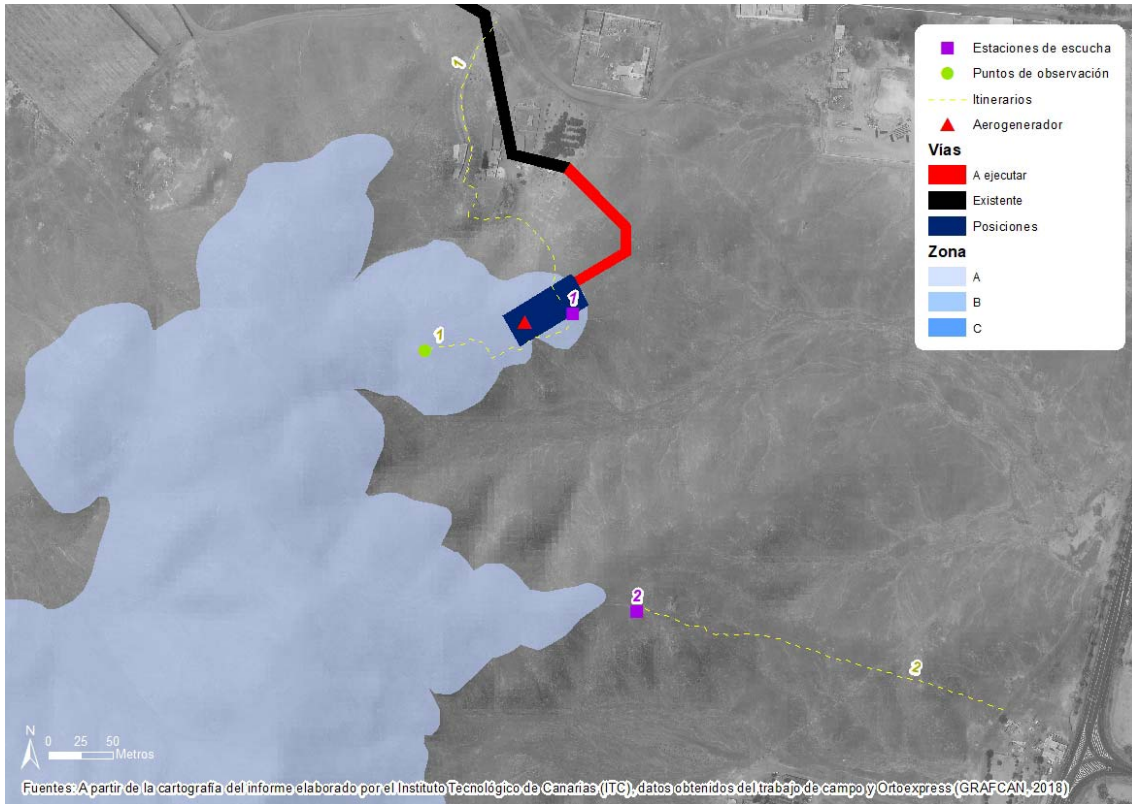 1
Estaciones de escucha
Puntos de observación
Itinerarios
Aerogenerador
Vías
A ejecutar
Existente
Posiciones
Zona
A
B
C
1
1
2
2
N
0 25 50
Metros
Fuentes: A partir de la cartografía del informe elaborado por el Instituto Tecnológico de Canarias (ITC), datos obtenidos del trabajo de campo y Ortoexpress (GRAFCAN, 2018)